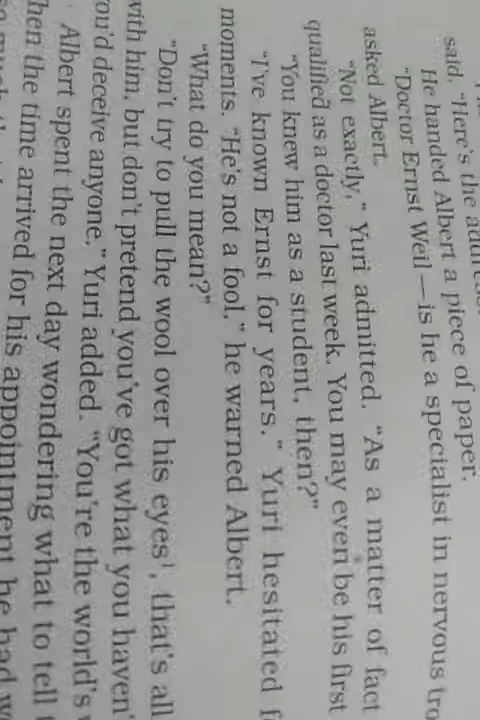 said. "Here's the
He handed Albert a piece of paper.
"Doctor Ernst Weil—is he a specialist in nervous
asked Albert.
"Not exactly," Yuri admitted. "As a matter of fact
qualified as a doctor last week. You may even be his first
"You knew him as a student, then?"
"I've known Ernst for years." Yuri hesitated
moments. "He's not a fool," he warned Albert.
"What do you mean?"
"Don't try to pull the wool over his eyes¹, that's all
with him, but don't pretend you've got what you haven'
you'd deceive anyone," Yuri added. "You're the world's
Albert spent the next day wondering what to tell
hen the time arrived for his appointment he had